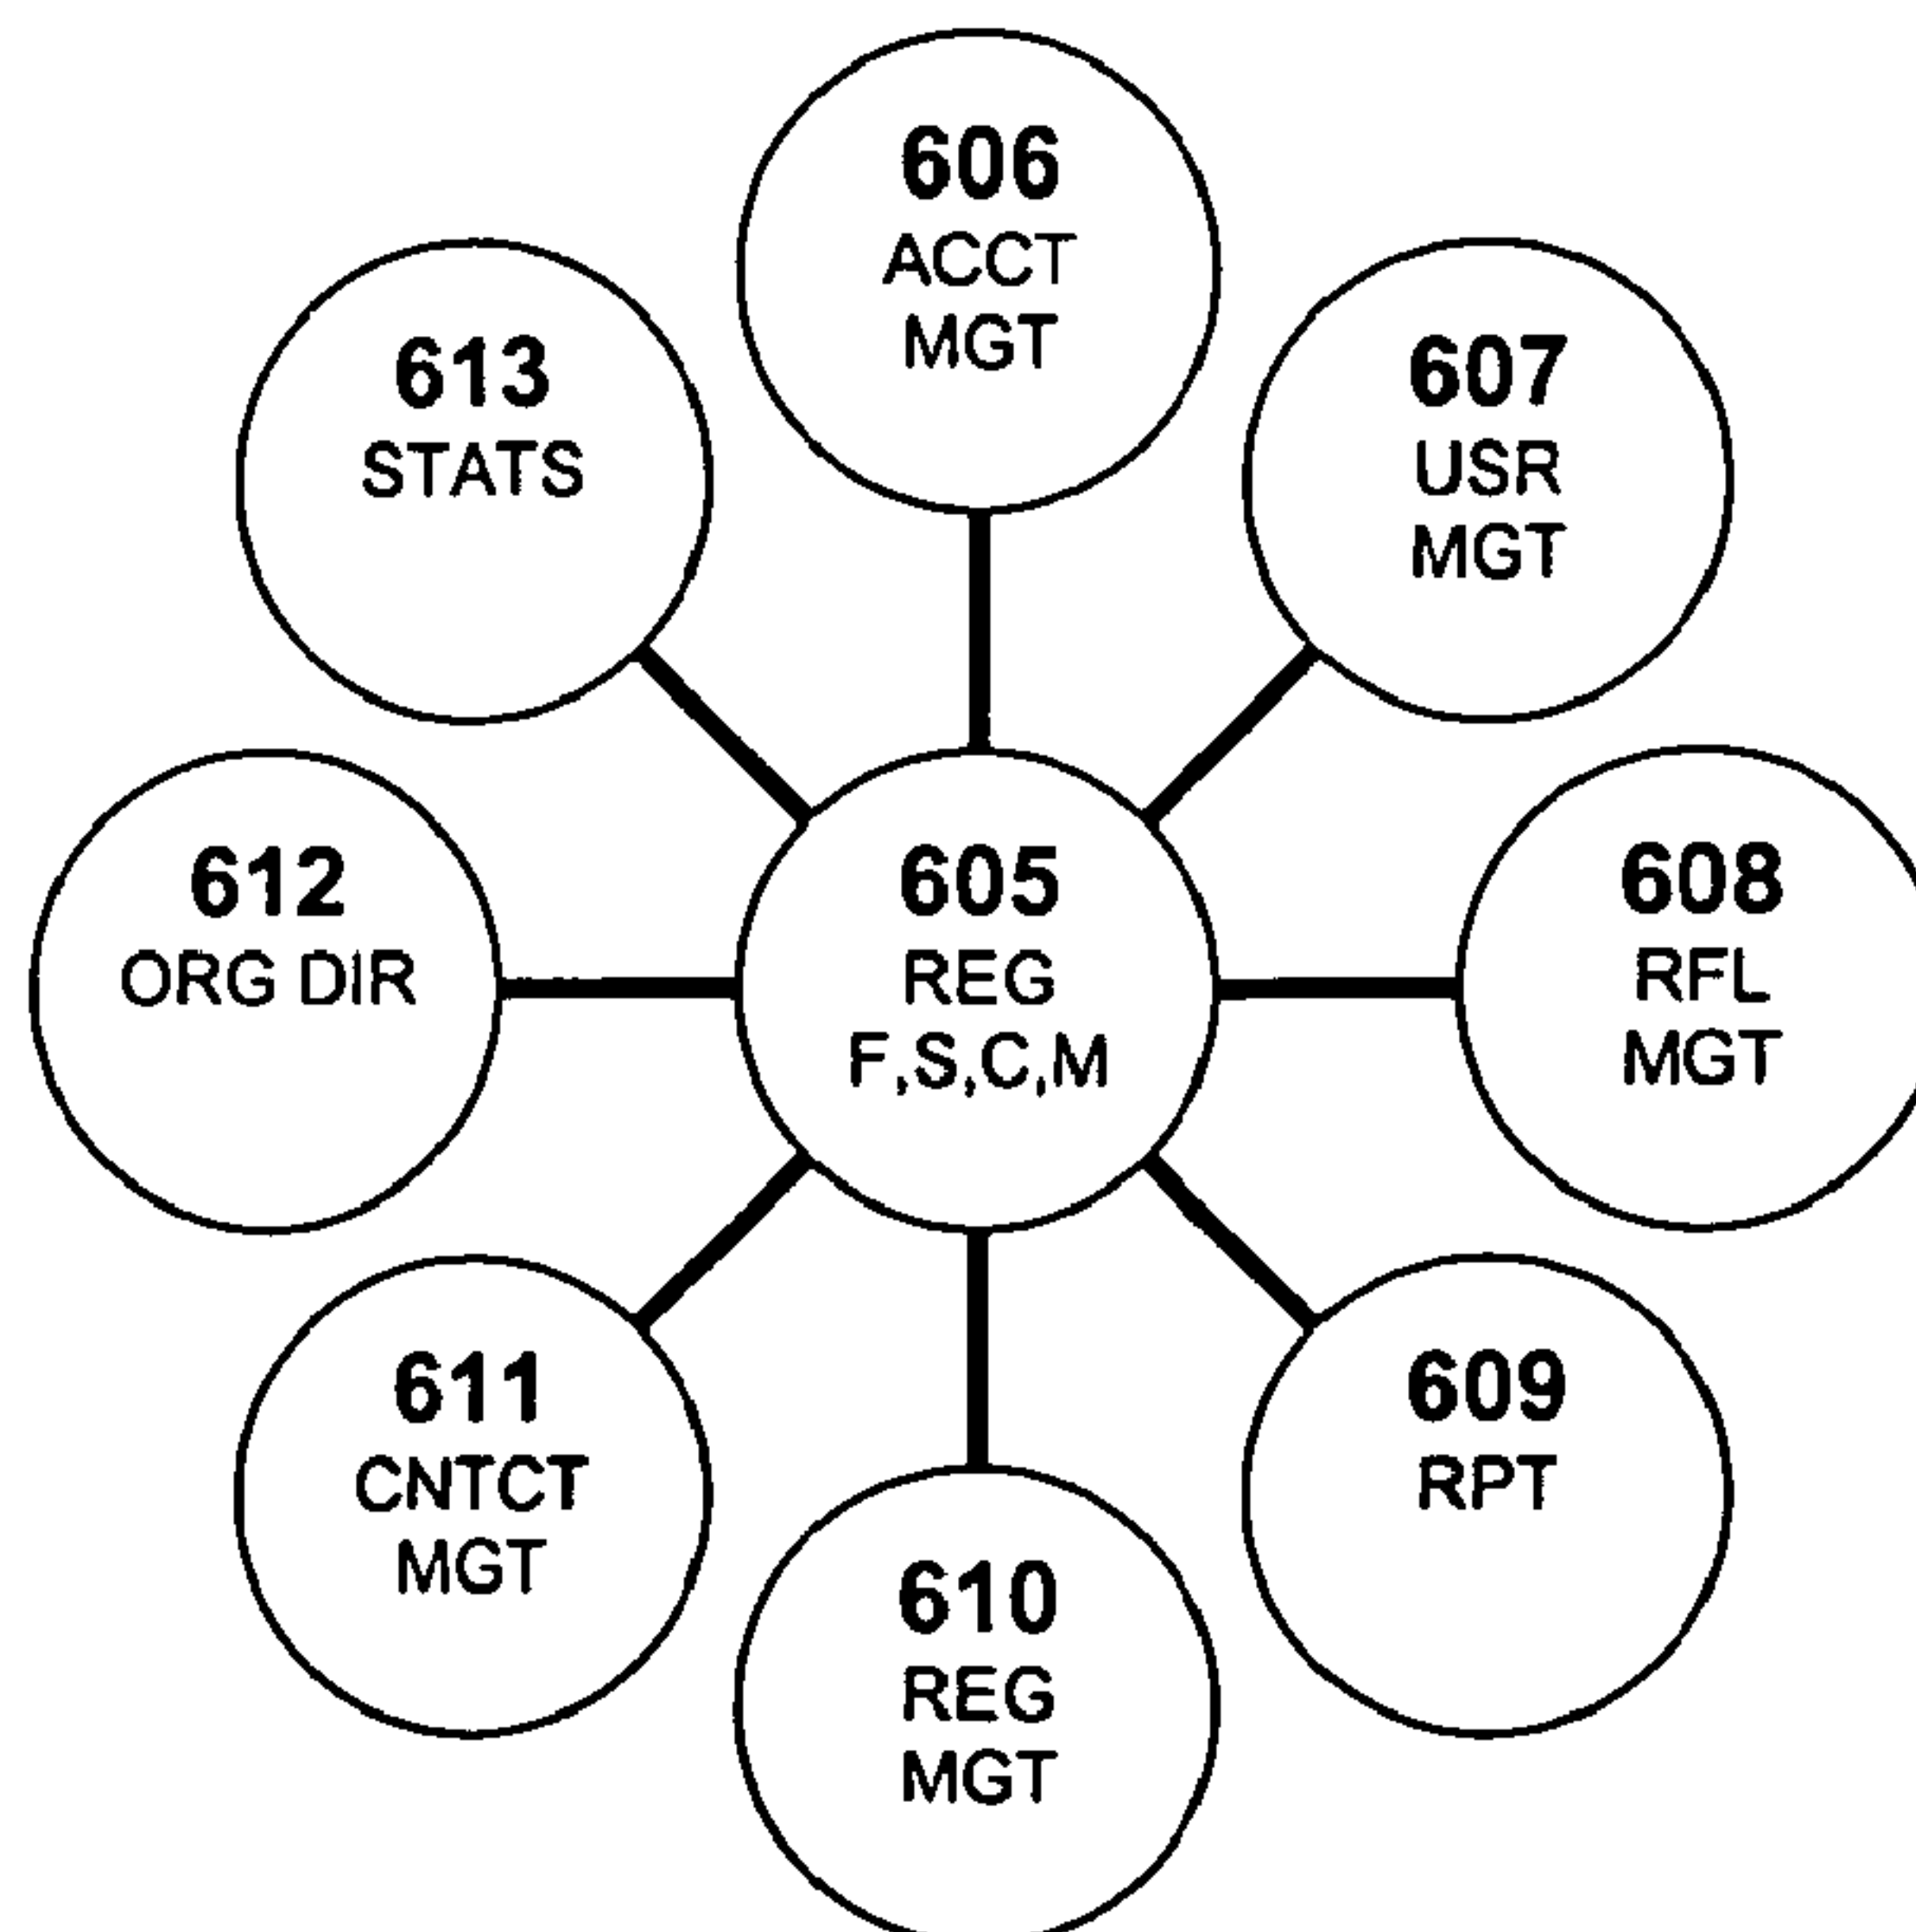 606
ACCT
MGT
613
STATS
607
USR
MGT
612
ORG DIR
605
REG
F,S,C,M
608
RFL
MGT
611
CNTCT
MGT
609
RPT
610
REG
MGT